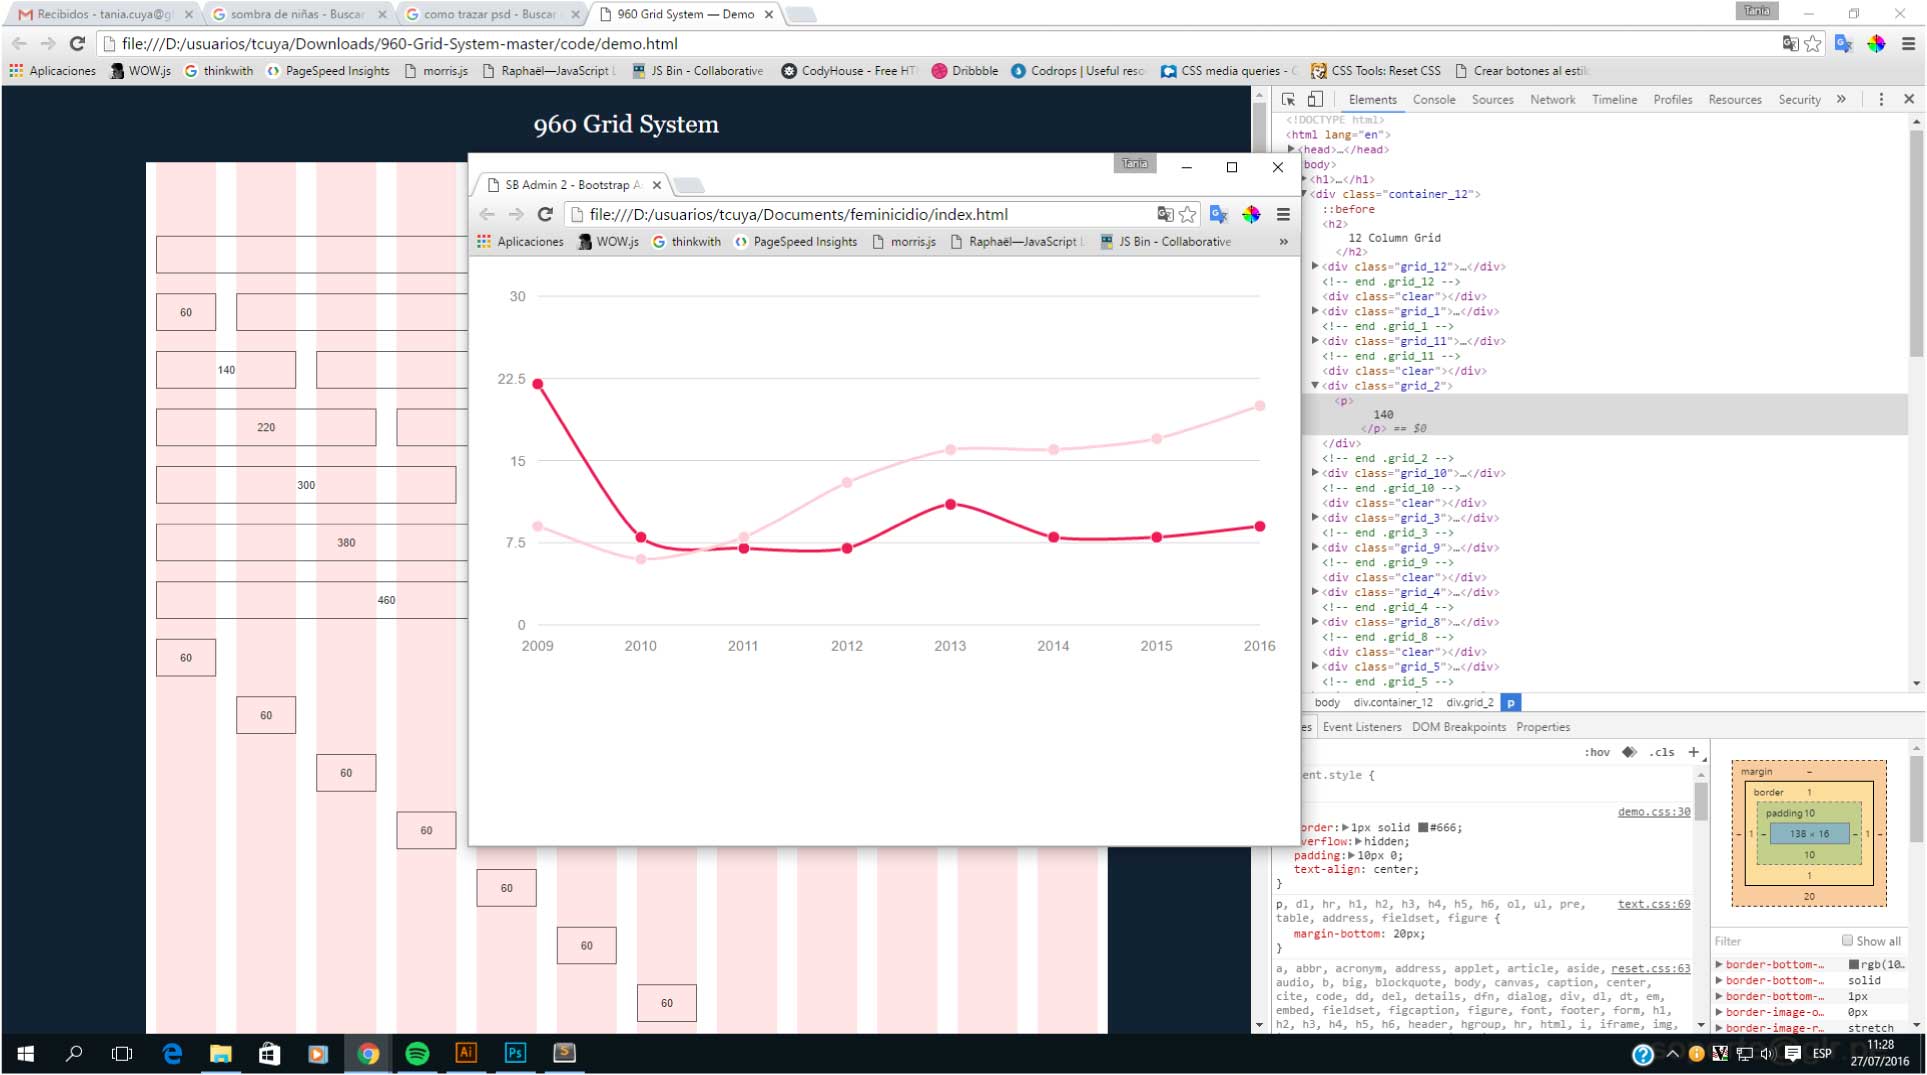 Recibidos - tania.cuya@g
sombra de niñas - Buscar
como trazar psd - Buscar
960 Grid System — Demo
Tania
file:///D:/usuarios/tcuya/Downloads/960-Grid-System-master/code/demo.html
Aplicaciones WOW.js thinkwith PageSpeed Insights morris.js Raphaël—JavaScript JS Bin - Collaborative CodyHouse - Free HT Dribbble Codrops | Useful reso CSS media queries - CSS Tools: Reset CSS Crear botones al estil
960 Grid System
60
140
220
300
380
460
60
60
60
60
60
60
60
Tania
SB Admin 2 - Bootstrap A
file:///D:/usuarios/tcuya/Documents/feminicidio/index.html
Aplicaciones WOW.js thinkwith PageSpeed Insights morris.js Raphaël—JavaScript JS Bin - Collaborative »
30
22.5
15
7.5
0
2009 2010 2011 2012 2013 2014 2015 2016
Elements Console Sources Network Timeline Profiles Resources Security »
<!DOCTYPE html>
<html lang="en">
<head>…</head>
body>
<h1>…</h1>
<div class="container_12">
::before
<h2>
12 Column Grid
</h2>
<div class="grid_12">…</div>
<!-- end .grid_12 -->
<div class="clear"></div>
<div class="grid_1">…</div>
<!-- end .grid_1 -->
<div class="grid_11">…</div>
<!-- end .grid_11 -->
<div class="clear"></div>
<div class="grid_2">
<p>
140
</p> == $0
</div>
<!-- end .grid_2 -->
<div class="grid_10">…</div>
<!-- end .grid_10 -->
<div class="clear"></div>
<div class="grid_3">…</div>
<!-- end .grid_3 -->
<div class="grid_9">…</div>
<!-- end .grid_9 -->
<div class="clear"></div>
<div class="grid_4">…</div>
<!-- end .grid_4 -->
<div class="grid_8">…</div>
<!-- end .grid_8 -->
<div class="clear"></div>
<div class="grid_5">…</div>
<!-- end .grid_5 -->
body div.container_12 div.grid_2 p
es Event Listeners DOM Breakpoints Properties
:hov .cls +
ent.style {
demo.css:30
order: 1px solid #666;
verflow: hidden;
padding: 10px 0;
text-align: center;
}
p, dl, hr, h1, h2, h3, h4, h5, h6, ol, ul, pre, text.css:69
table, address, fieldset, figure {
margin-bottom: 20px;
}
a, abbr, acronym, address, applet, article, aside, reset.css:63
audio, b, big, blockquote, body, canvas, caption, center,
cite, code, dd, del, details, dfn, dialog, div, dl, dt, em,
embed, fieldset, figcaption, figure, font, footer, form, h1,
h2, h3, h4, h5, h6, header, hgroup, hr, html, i, iframe, img,
margin –
border 1
padding 10
– 1 – 138 × 16 – 1 –
10
1
20
Filter Show all
border-bottom-… rgb(10…
border-bottom-… solid
border-bottom-… 1px
border-image-o… 0px
border-image-r… stretch
Ai Ps S
ESP
11:28
27/07/2016